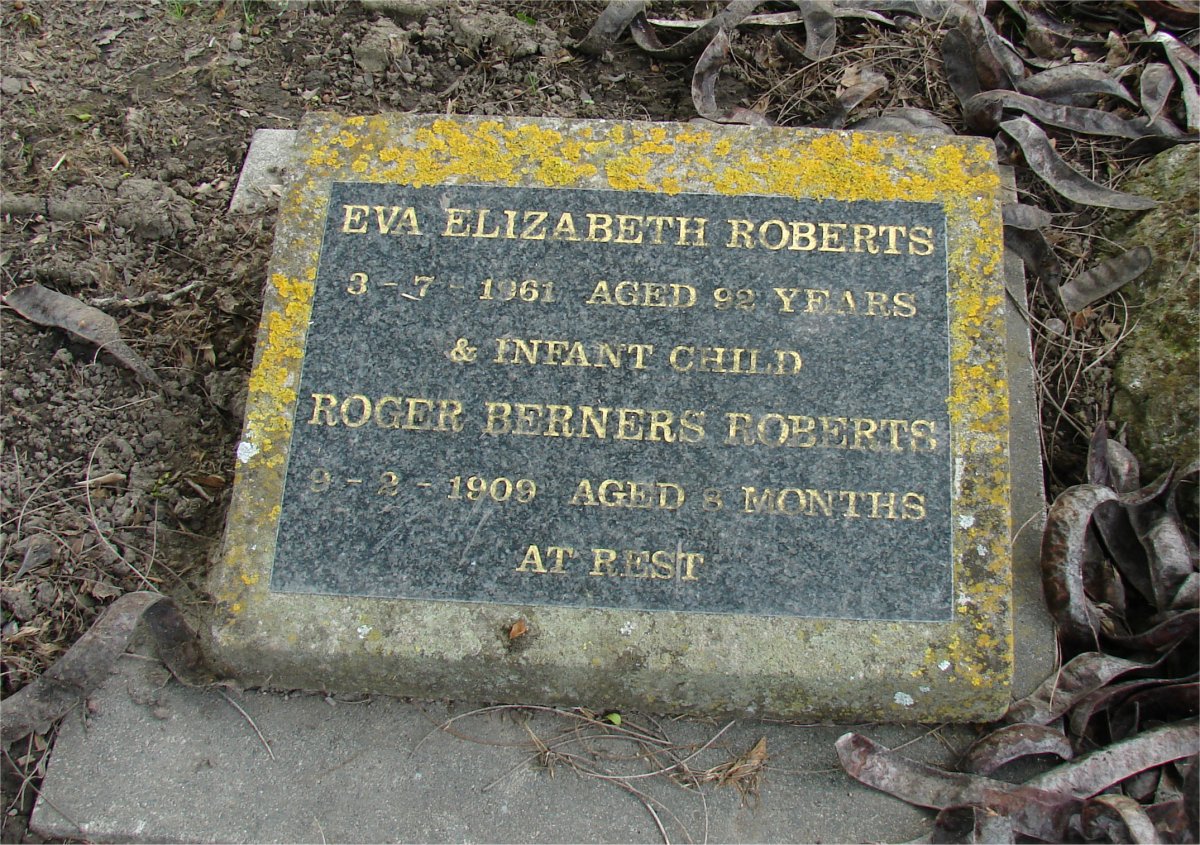 EVA ELIZABETH ROBERTS
3 - 7 - 1961 AGED 92 YEARS
& INFANT CHILD
ROGER BERNERS ROBERTS
9 - 2 - 1909 AGED 8 MONTHS
AT REST